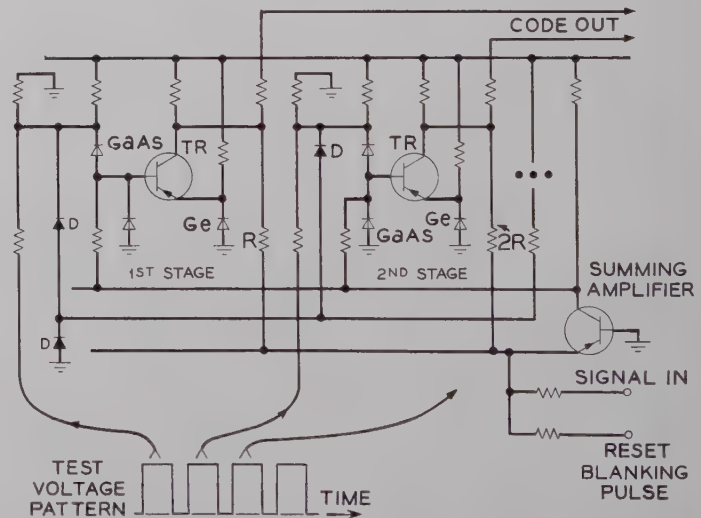 CODE OUT
GaAs
TR
D
TR
D
Ge
R
GaAs
Ge
2R
1ST STAGE
2ND STAGE
SUMMING
AMPLIFIER
D
SIGNAL IN
RESET
BLANKING
PULSE
TEST
VOLTAGE
PATTERN
TIME